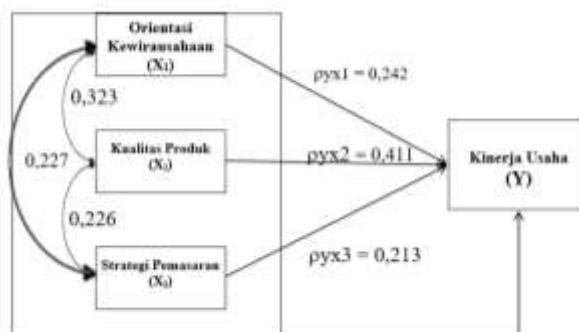 Orientasi
Kewirausahaan
(X₁)
ρyx1 = 0,242
0,323
Kualitas Produk
(X₂)
ρyx2 = 0,411
Kinerja Usaha
(Y)
0,227
0,226
Strategi Pemasaran
(X₃)
ρyx3 = 0,213